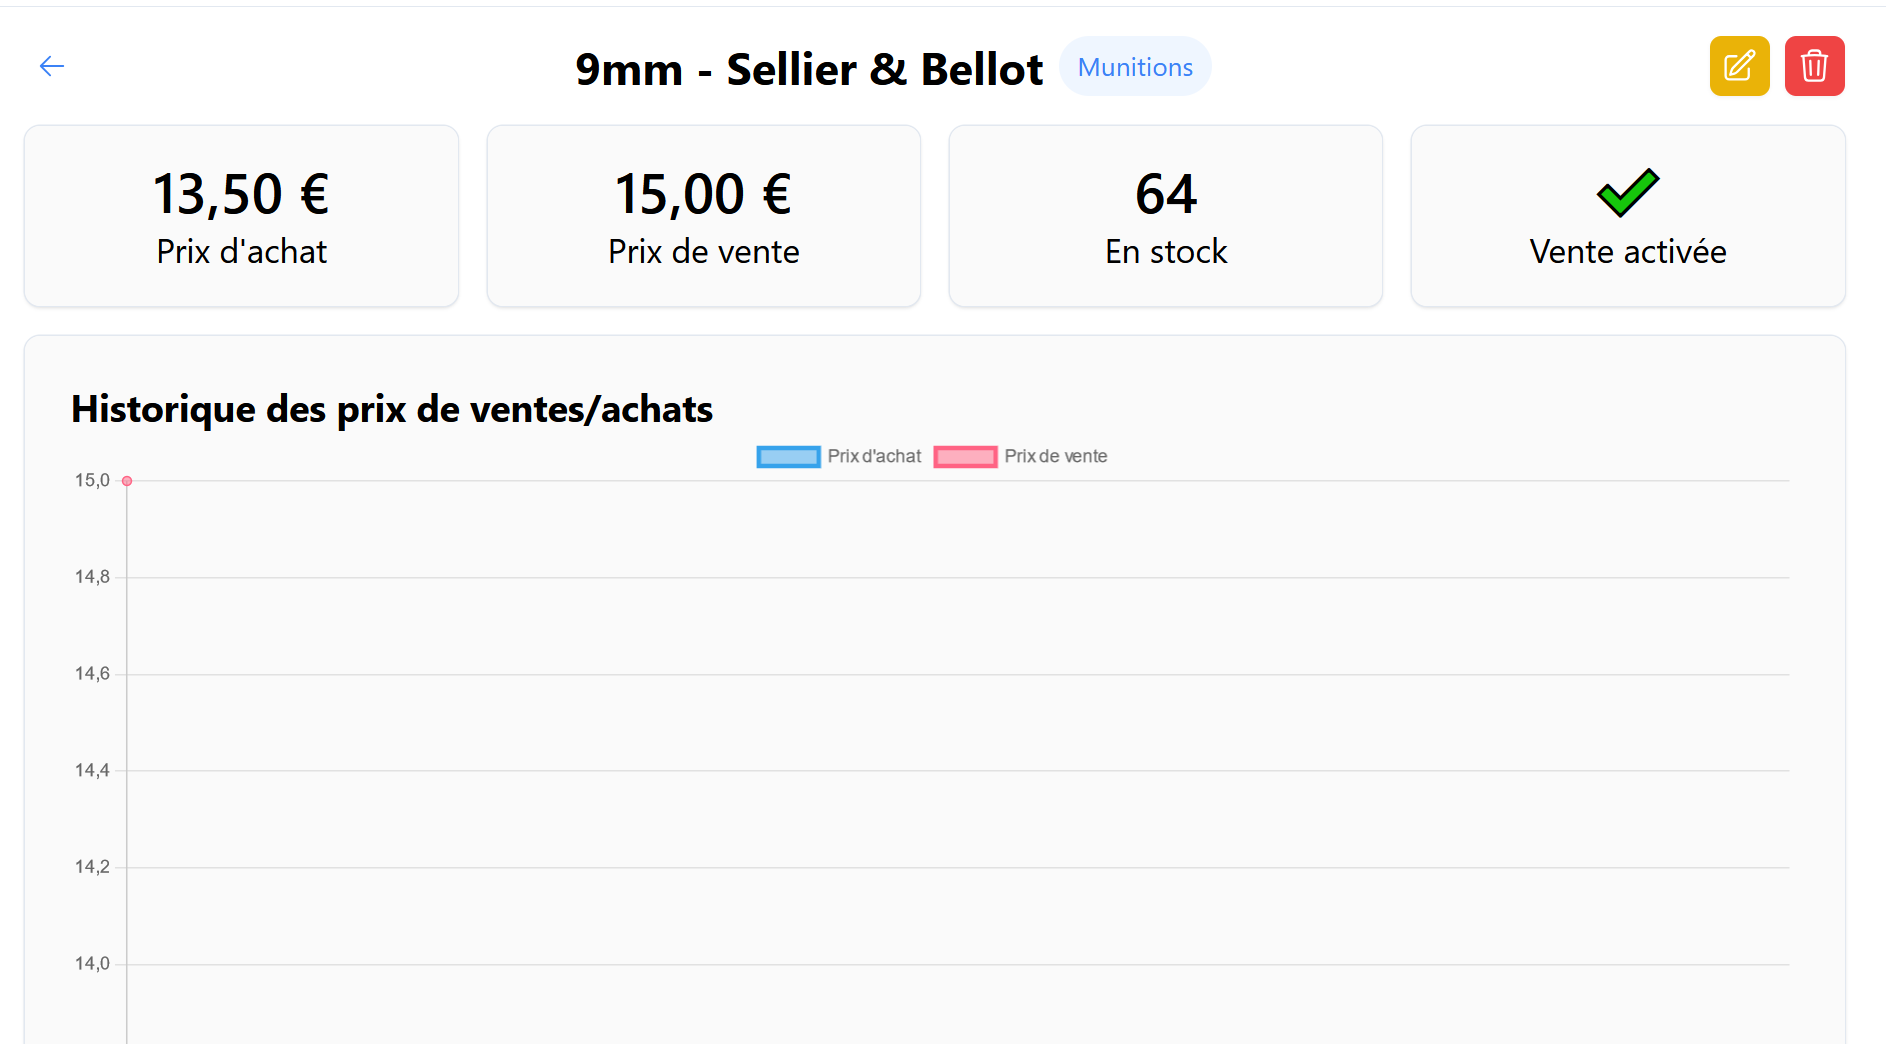 9mm - Sellier & Bellot
Munitions
13,50 €
Prix d'achat
15,00 €
Prix de vente
64
En stock
Vente activée
Historique des prix de ventes/achats
Prix d'achat
Prix de vente
15,0
14,8
14,6
14,4
14,2
14,0